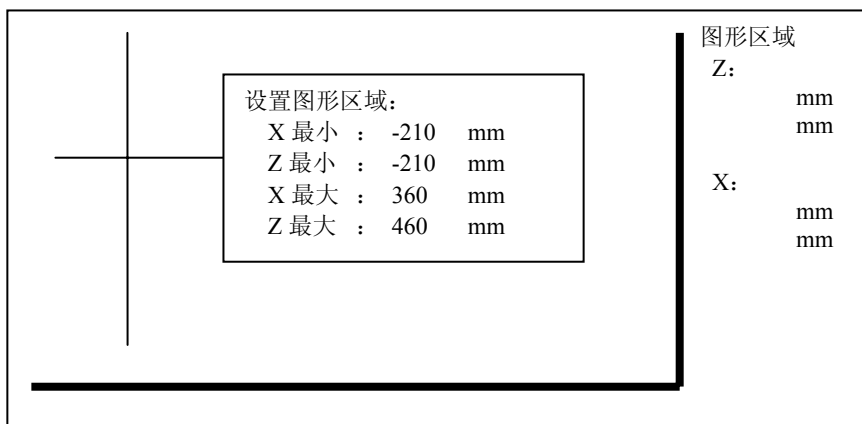 设置图形区域：
X 最小 ： -210 mm
Z 最小 ： -210 mm
X 最大 ： 360 mm
Z 最大 ： 460 mm
图形区域
Z：
mm
mm
X：
mm
mm